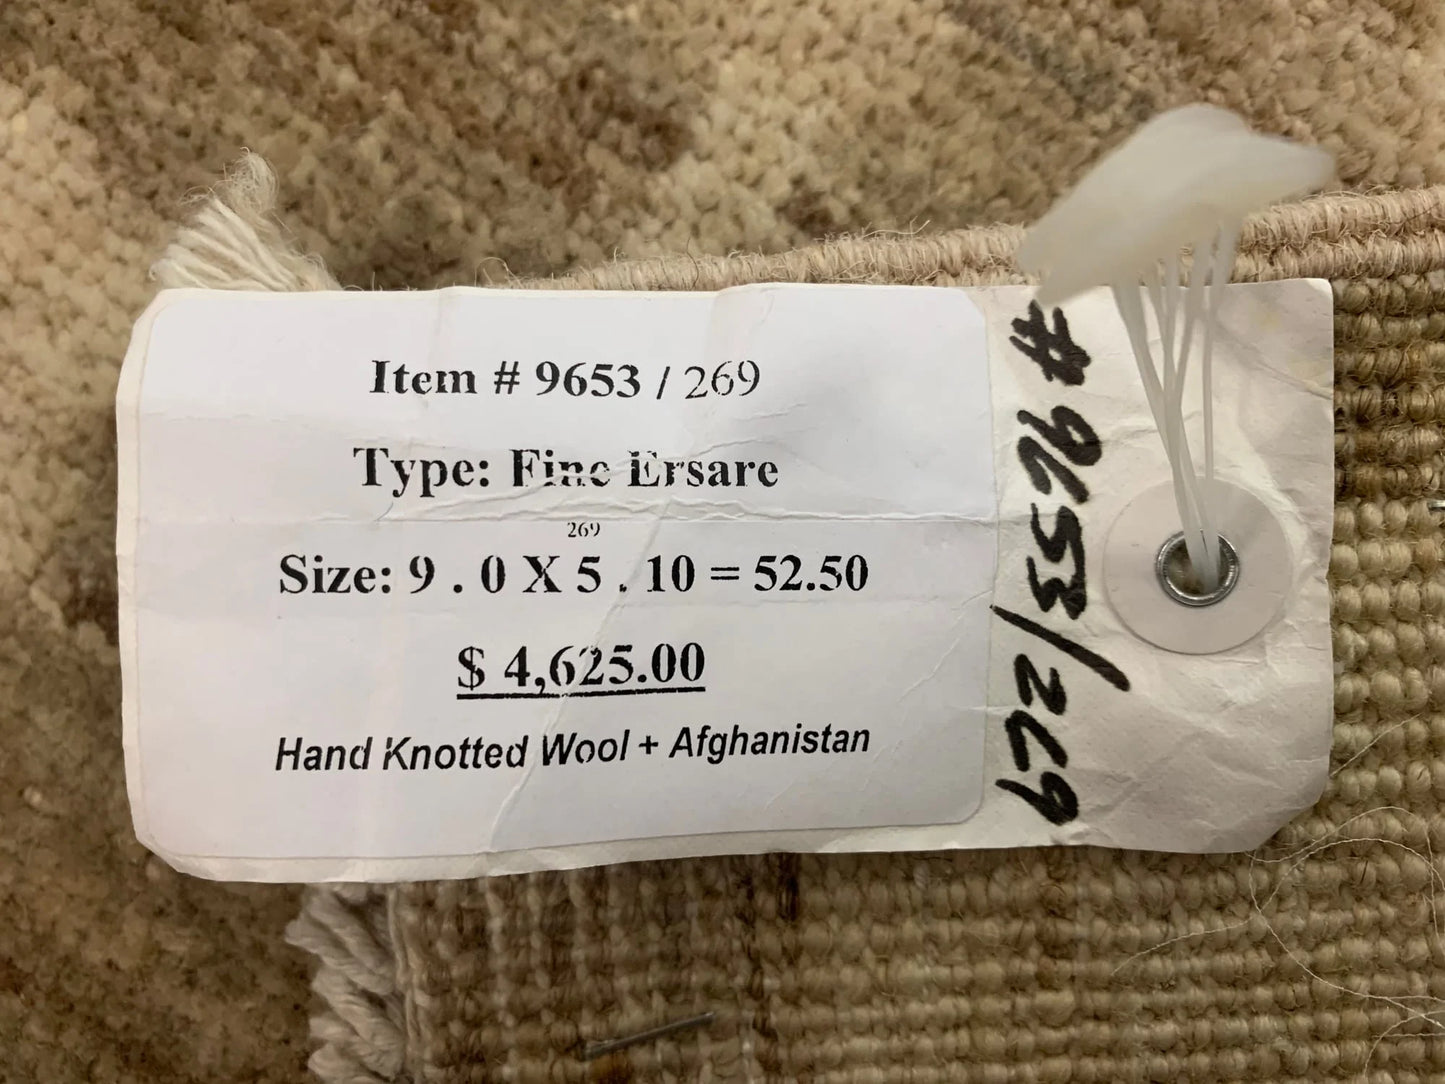 Item # 9653 / 269
Type: Fine Ersare
269
Size: 9 . 0 X 5 . 10 = 52.50
$ 4,625.00
Hand Knotted Wool + Afghanistan
# 9653/269